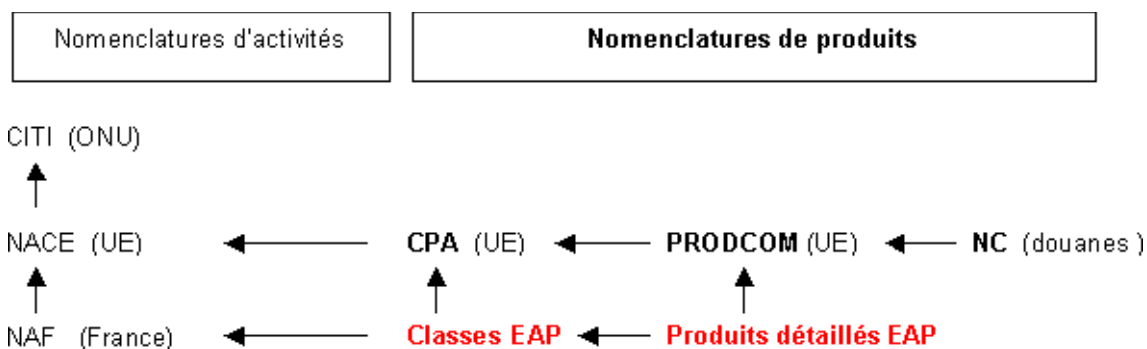 Nomenclatures d'activités Nomenclatures de produits
CITI (ONU)
NACE (UE) CPA (UE) PRODCOM (UE) NC (douanes )
NAF (France) Classes EAP Produits détaillés EAP